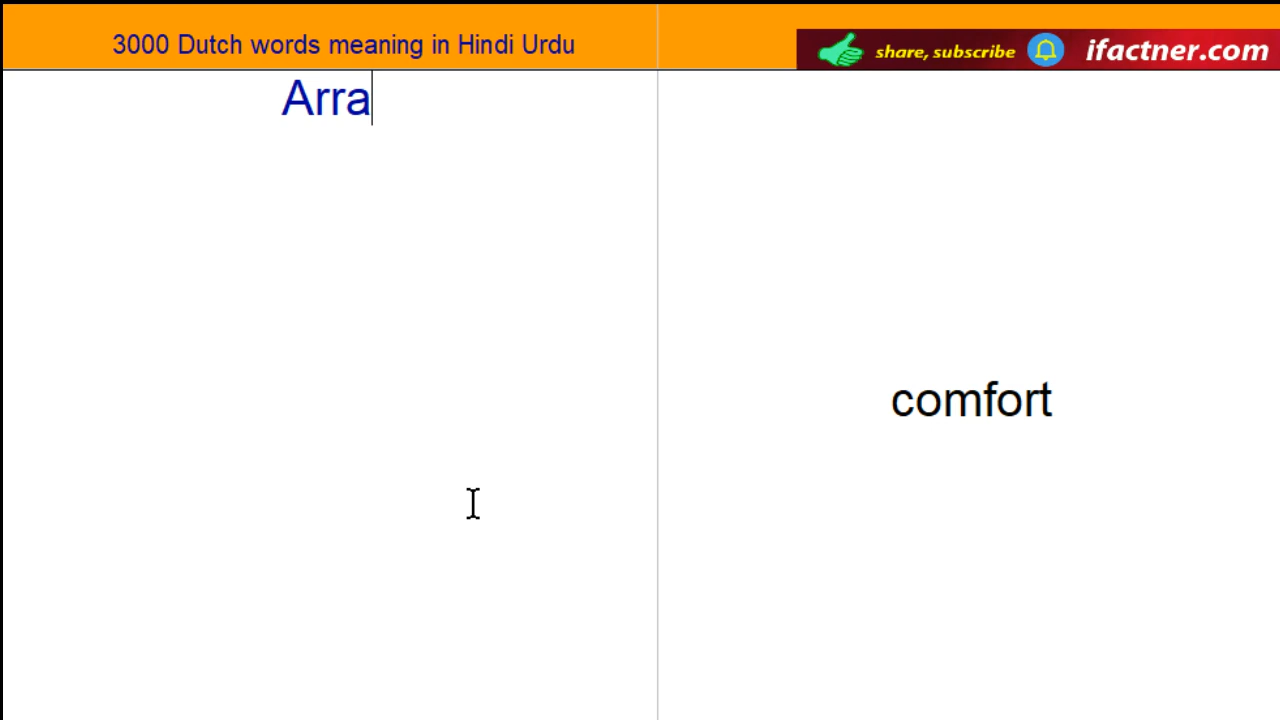 3000 Dutch words meaning in Hindi Urdu
share, subscribe
ifactner.com
Arra
comfort